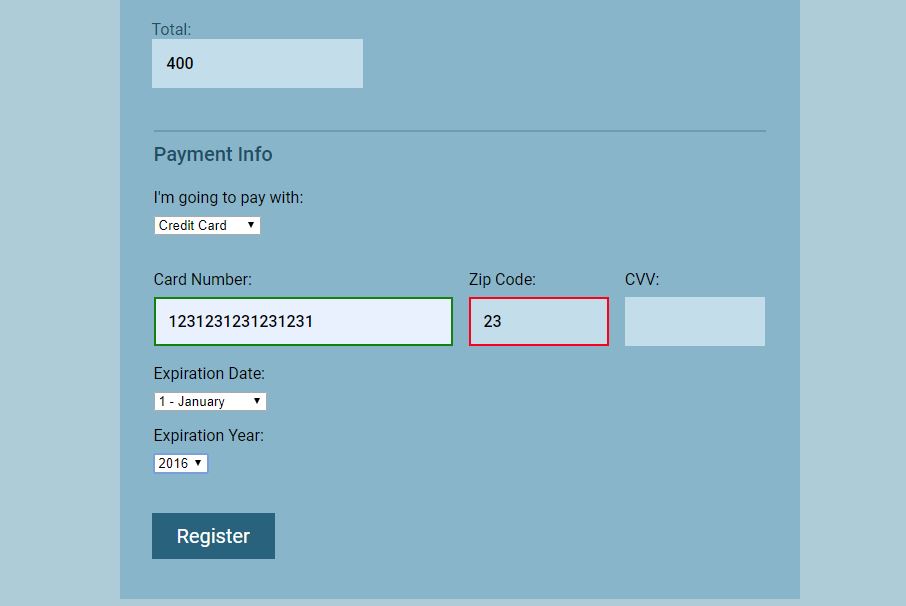 Total:
400
Payment Info
I'm going to pay with:
Credit Card
Card Number: Zip Code: CVV:
1231231231231231 23
Expiration Date:
1 - January
Expiration Year:
2016
Register